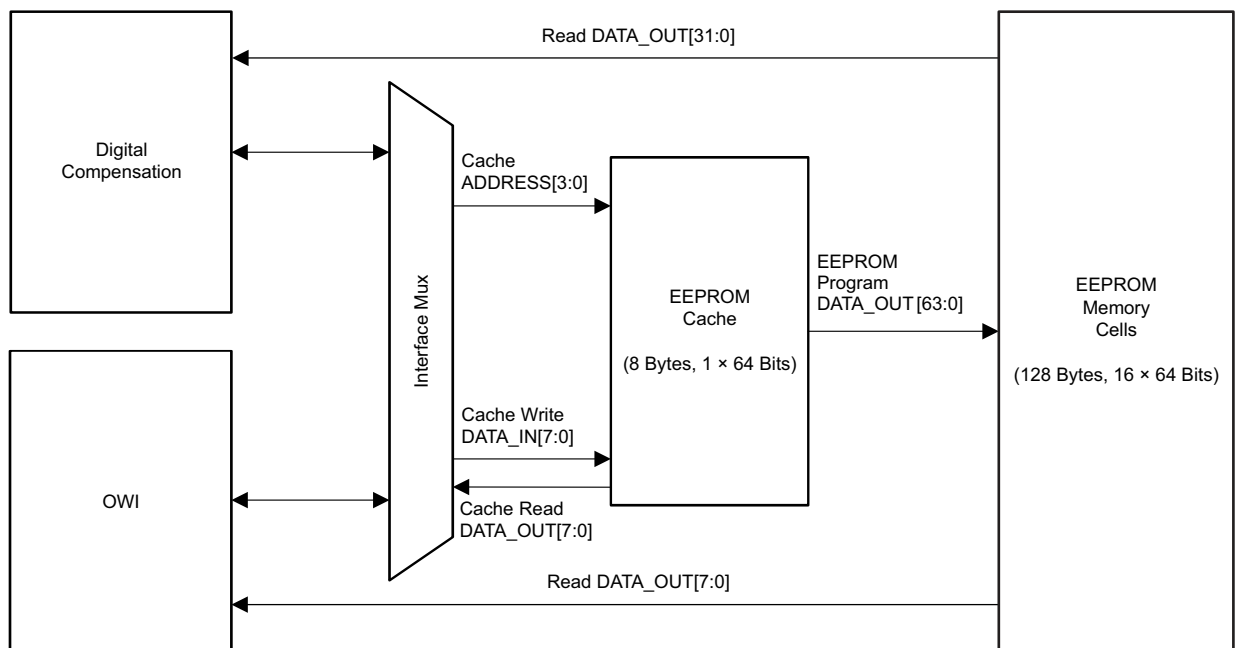 Read DATA_OUT[31:0]
Digital
Compensation
Cache
ADDRESS[3:0]
Interface Mux
EEPROM
Cache
(8 Bytes, 1 × 64 Bits)
EEPROM
Program
DATA_OUT[63:0]
EEPROM
Memory
Cells
(128 Bytes, 16 × 64 Bits)
Cache Write
DATA_IN[7:0]
OWI
Cache Read
DATA_OUT[7:0]
Read DATA_OUT[7:0]